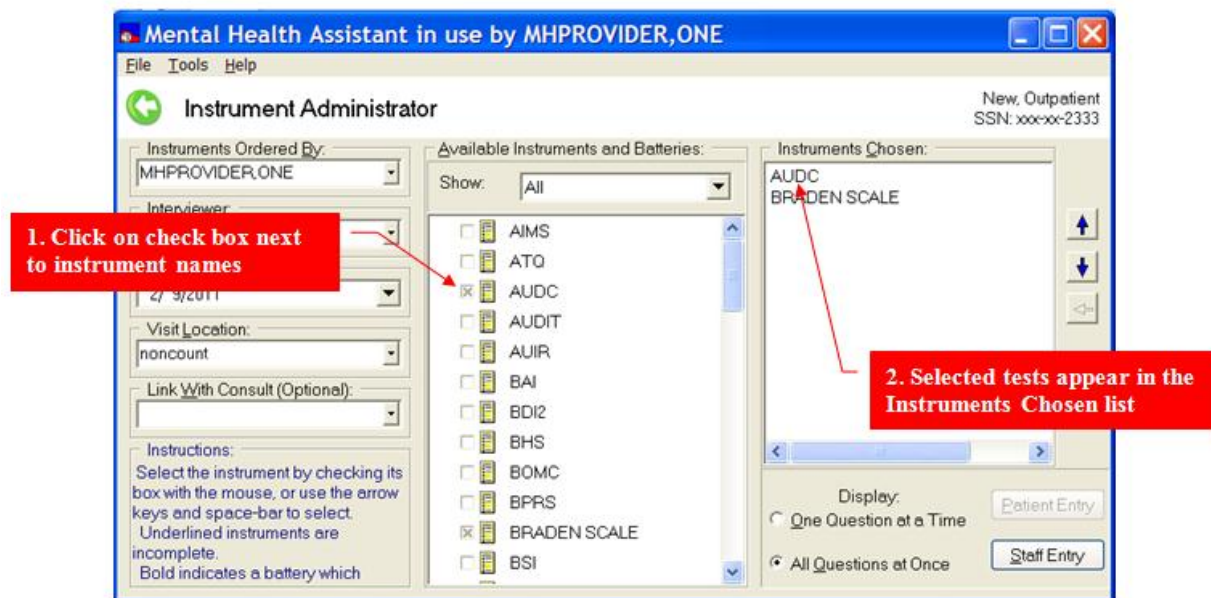 Mental Health Assistant in use by MHPROVIDER,ONE
File Tools Help
Instrument Administrator
New, Outpatient
SSN: xxx-xx-2333
Instruments Ordered By:
MHPROVIDER,ONE
Interviewer
1. Click on check box next
to instrument names
2/ 9/2011
Visit Location:
noncount
Link With Consult (Optional):
Instructions:
Select the instrument by checking its
box with the mouse, or use the arrow
keys and space-bar to select.
Underlined instruments are
incomplete.
Bold indicates a battery which
Available Instruments and Batteries:
Show: All
AIMS
ATQ
AUDC
AUDIT
AUIR
BAI
BDI2
BHS
BOMC
BPRS
BRADEN SCALE
BSI
Instruments Chosen:
AUDC
BRADEN SCALE
2. Selected tests appear in the
Instruments Chosen list
Display:
One Question at a Time
All Questions at Once
Patient Entry
Staff Entry